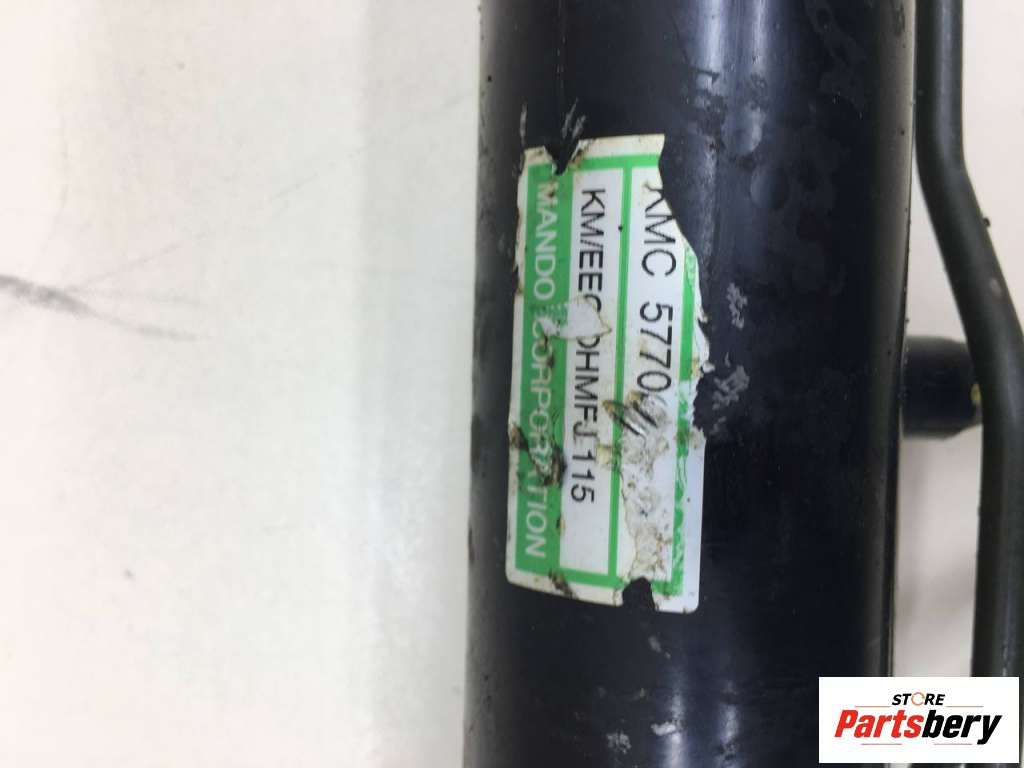 KMC 5770
KM/EEC DHMFJ115
MANDO CORPORATION
STORE
Partsbery